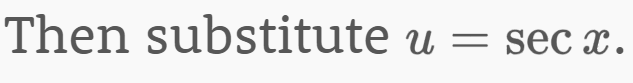 Then substitute u = sec x.